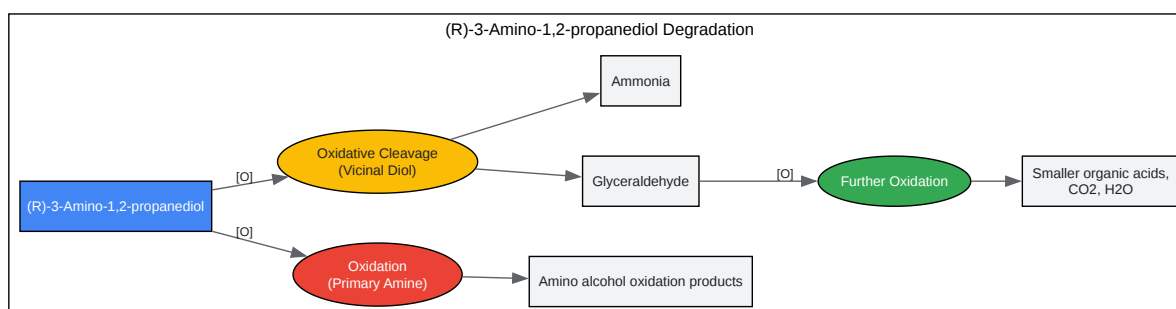 (R)-3-Amino-1,2-propanediol Degradation
Ammonia
Oxidative Cleavage
(Vicinal Diol)
[O]
Glyceraldehyde
[O]
Further Oxidation
Smaller organic acids,
CO2, H2O
(R)-3-Amino-1,2-propanediol
[O]
Oxidation
(Primary Amine)
Amino alcohol oxidation products